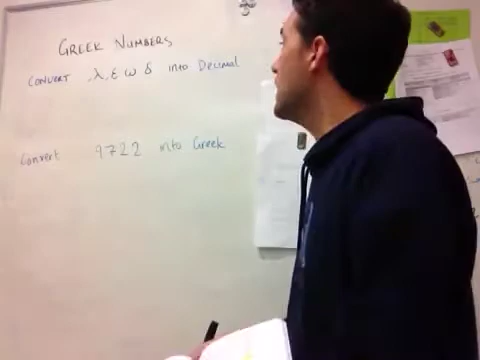 GREEK NUMBERS
CONVERT ,λ,ε ω δ into Decimal
Convert 9722 into Greek